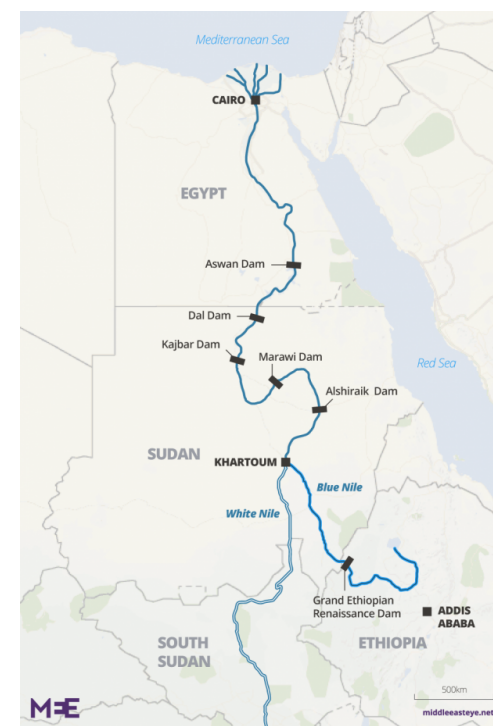 Mediterranean Sea
CAIRO
EGYPT
Aswan Dam
Dal Dam
Kajbar Dam
Marawi Dam
Red Sea
Alshiraik Dam
SUDAN
KHARTOUM
Blue Nile
White Nile
Grand Ethiopian
Renaissance Dam
ADDIS
ABABA
SOUTH
SUDAN
ETHIOPIA
500km
MEE
middleeasteye.net